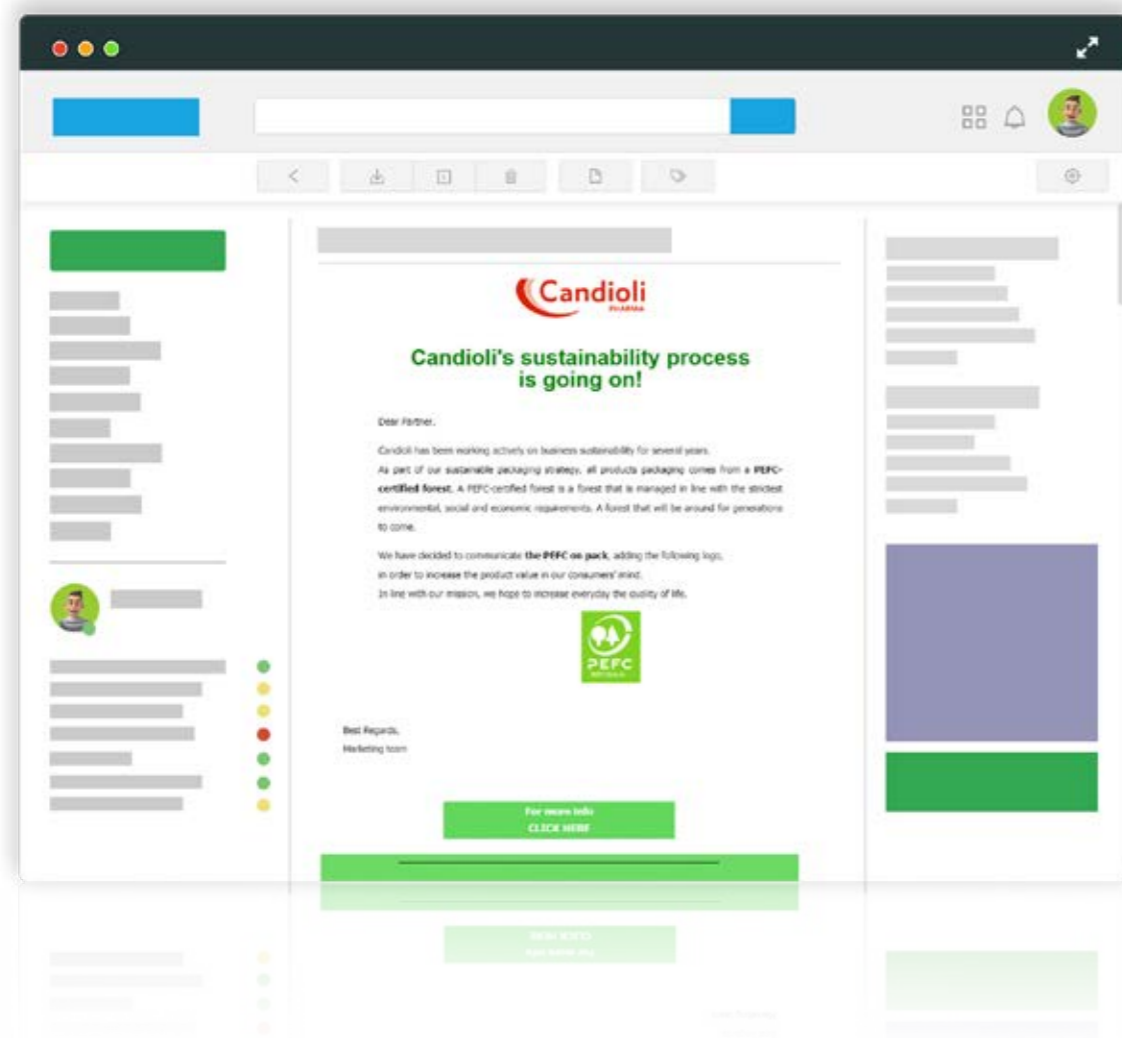 Candioli
PHARMA
Candioli's sustainability process
is going on!
Dear Partner,
Candioli has been working actively on business sustainability for several years.
As part of our sustainable packaging strategy, all products packaging comes from a PEFC-
certified forest. A PEFC-certified forest is a forest that is managed in line with the strictest
environmental, social and economic requirements. A forest that will be around for generations
to come.
We have decided to communicate the PEFC on pack, adding the following logo,
in order to increase the product value in our consumers' mind.
In line with our mission, we hope to increase everyday the quality of life.
PEFC
Best Regards,
Marketing team
For more info
CLICK HERE